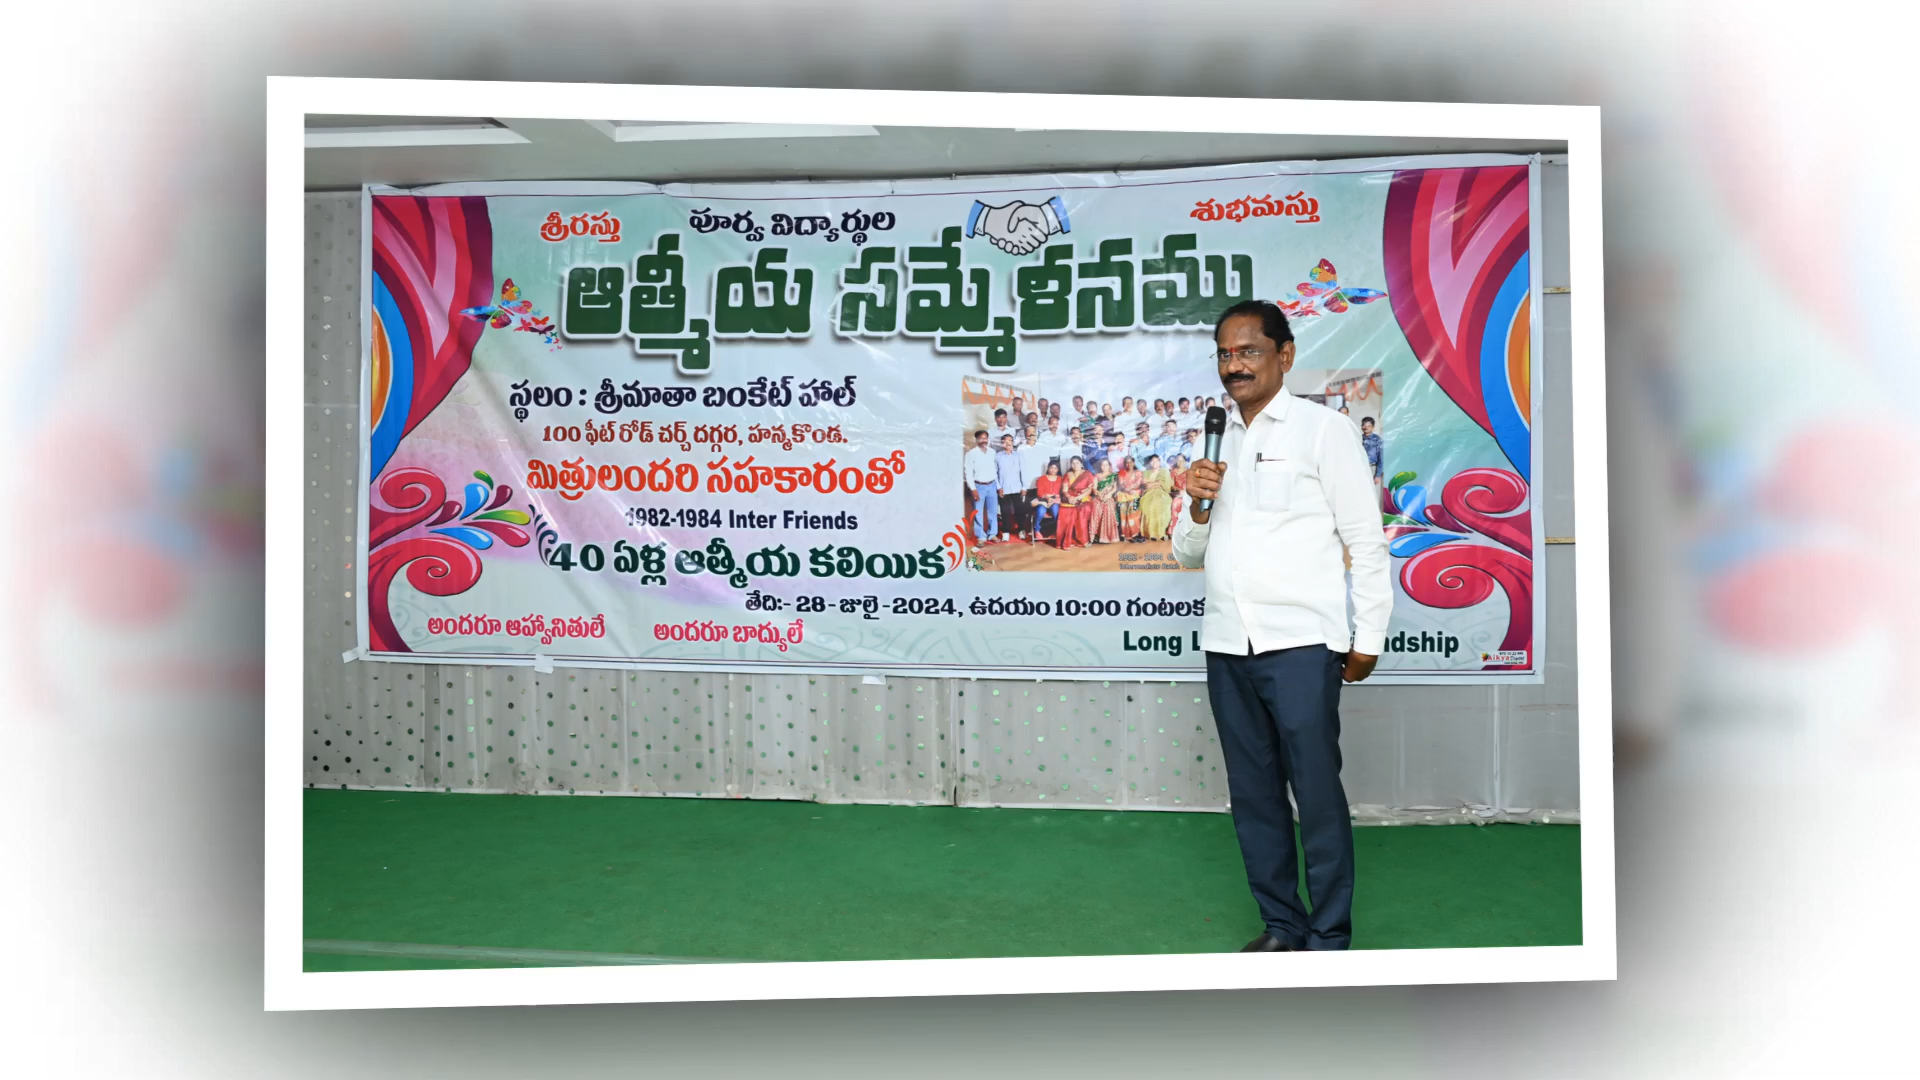 శ్రీరస్తు
శుభమస్తు
పూర్వ విద్యార్థుల
ఆత్మీయ సమ్మేళనము
స్థలం : శ్రీమాతా బంకేట్ హాల్
100 ఫీట్ రోడ్ చర్చ్ దగ్గర, హన్మకొండ.
మిత్రులందరి సహకారంతో
1982-1984 Inter Friends
40 ఏళ్ల ఆత్మీయ కలయిక
తేది:- 28-జులై-2024, ఉదయం 10:00 గంటలకు
అందరూ ఆహ్వానితులే
అందరూ బాధ్యులే
Long